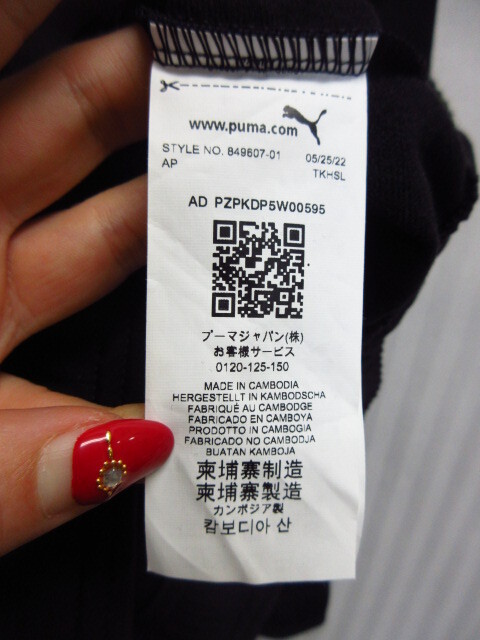 www.puma.com
STYLE NO. 849607-01 05/25/22
AP TKHSL
AD PZPKDP5W00595
プーマジャパン(株)
お客様サービス
0120-125-150
MADE IN CAMBODIA
HERGESTELLT IN KAMBODSCHA
FABRIQUÉ AU CAMBODGE
FABRICADO EN CAMBOYA
PRODOTTO IN CAMBOGIA
FABRICADO NO CAMBODJA
BUATAN KAMBOJA
柬埔寨制造
柬埔寨製造
カンボジア製
캄보디아 산